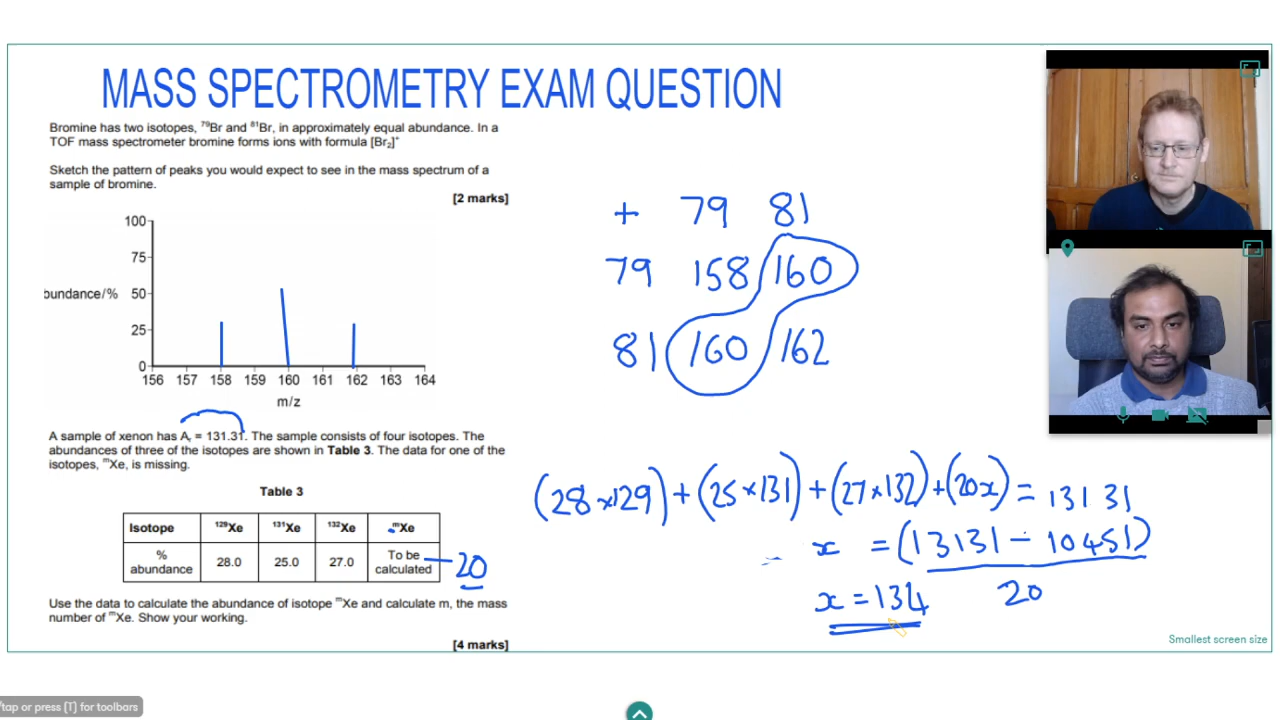 MASS SPECTROMETRY EXAM QUESTION
Bromine has two isotopes, ⁷⁹Br and ⁸¹Br, in approximately equal abundance. In a
TOF mass spectrometer bromine forms ions with formula [Br₂]⁺
Sketch the pattern of peaks you would expect to see in the mass spectrum of a
sample of bromine.
[2 marks]
100
75
bundance/% 50
25
0
156 157 158 159 160 161 162 163 164
m/z
+ 79 81
79 158 160
81 160 162
A sample of xenon has Aᵣ = 131.31. The sample consists of four isotopes. The
abundances of three of the isotopes are shown in Table 3. The data for one of the
isotopes, ᵐXe, is missing.
Table 3
Isotope ¹²⁹Xe ¹³¹Xe ¹³²Xe ᵐXe
% abundance 28.0 25.0 27.0 To be calculated
20
Use the data to calculate the abundance of isotope ᵐXe and calculate m, the mass
number of ᵐXe. Show your working.
[4 marks]
(28×129) + (25×131) + (27×132) + (20x) = 13131
x = (13131 - 10451)
20
x = 134
Smallest screen size
/tap or press (T) for toolbars